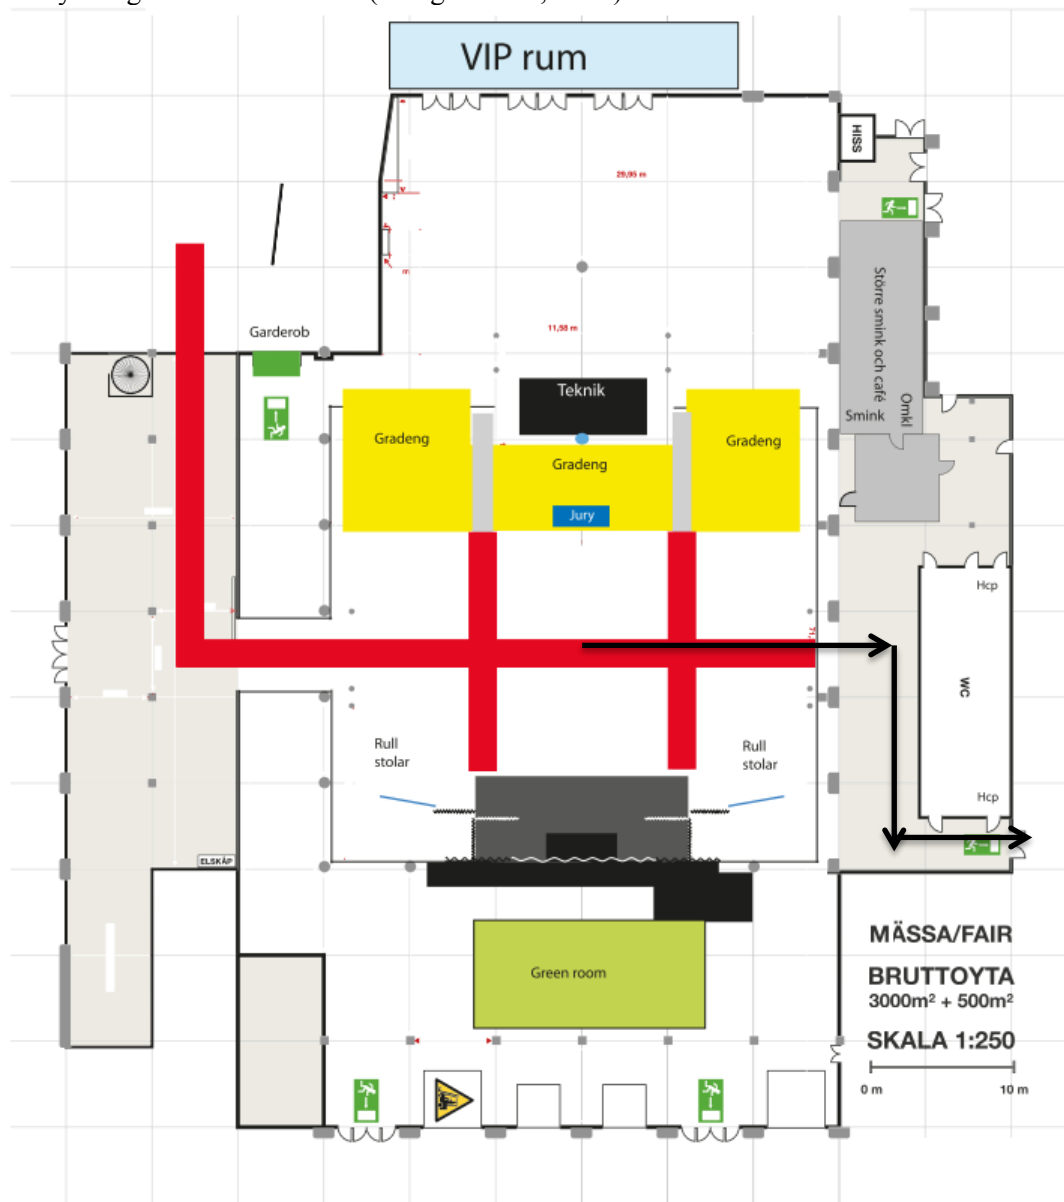 VIP rum
HISS
29,95 m
m
Större smink och café
11,58 m
Garderob
Teknik
Omkl
Smink
Gradeng
Gradeng
Gradeng
Jury
Hcp
WC
Rull
stolar
Rull
stolar
Hcp
ELSKÅP
MÄSSA/FAIR
BRUTTOYTA
3000m² + 500m²
Green room
SKALA 1:250
0 m
10 m